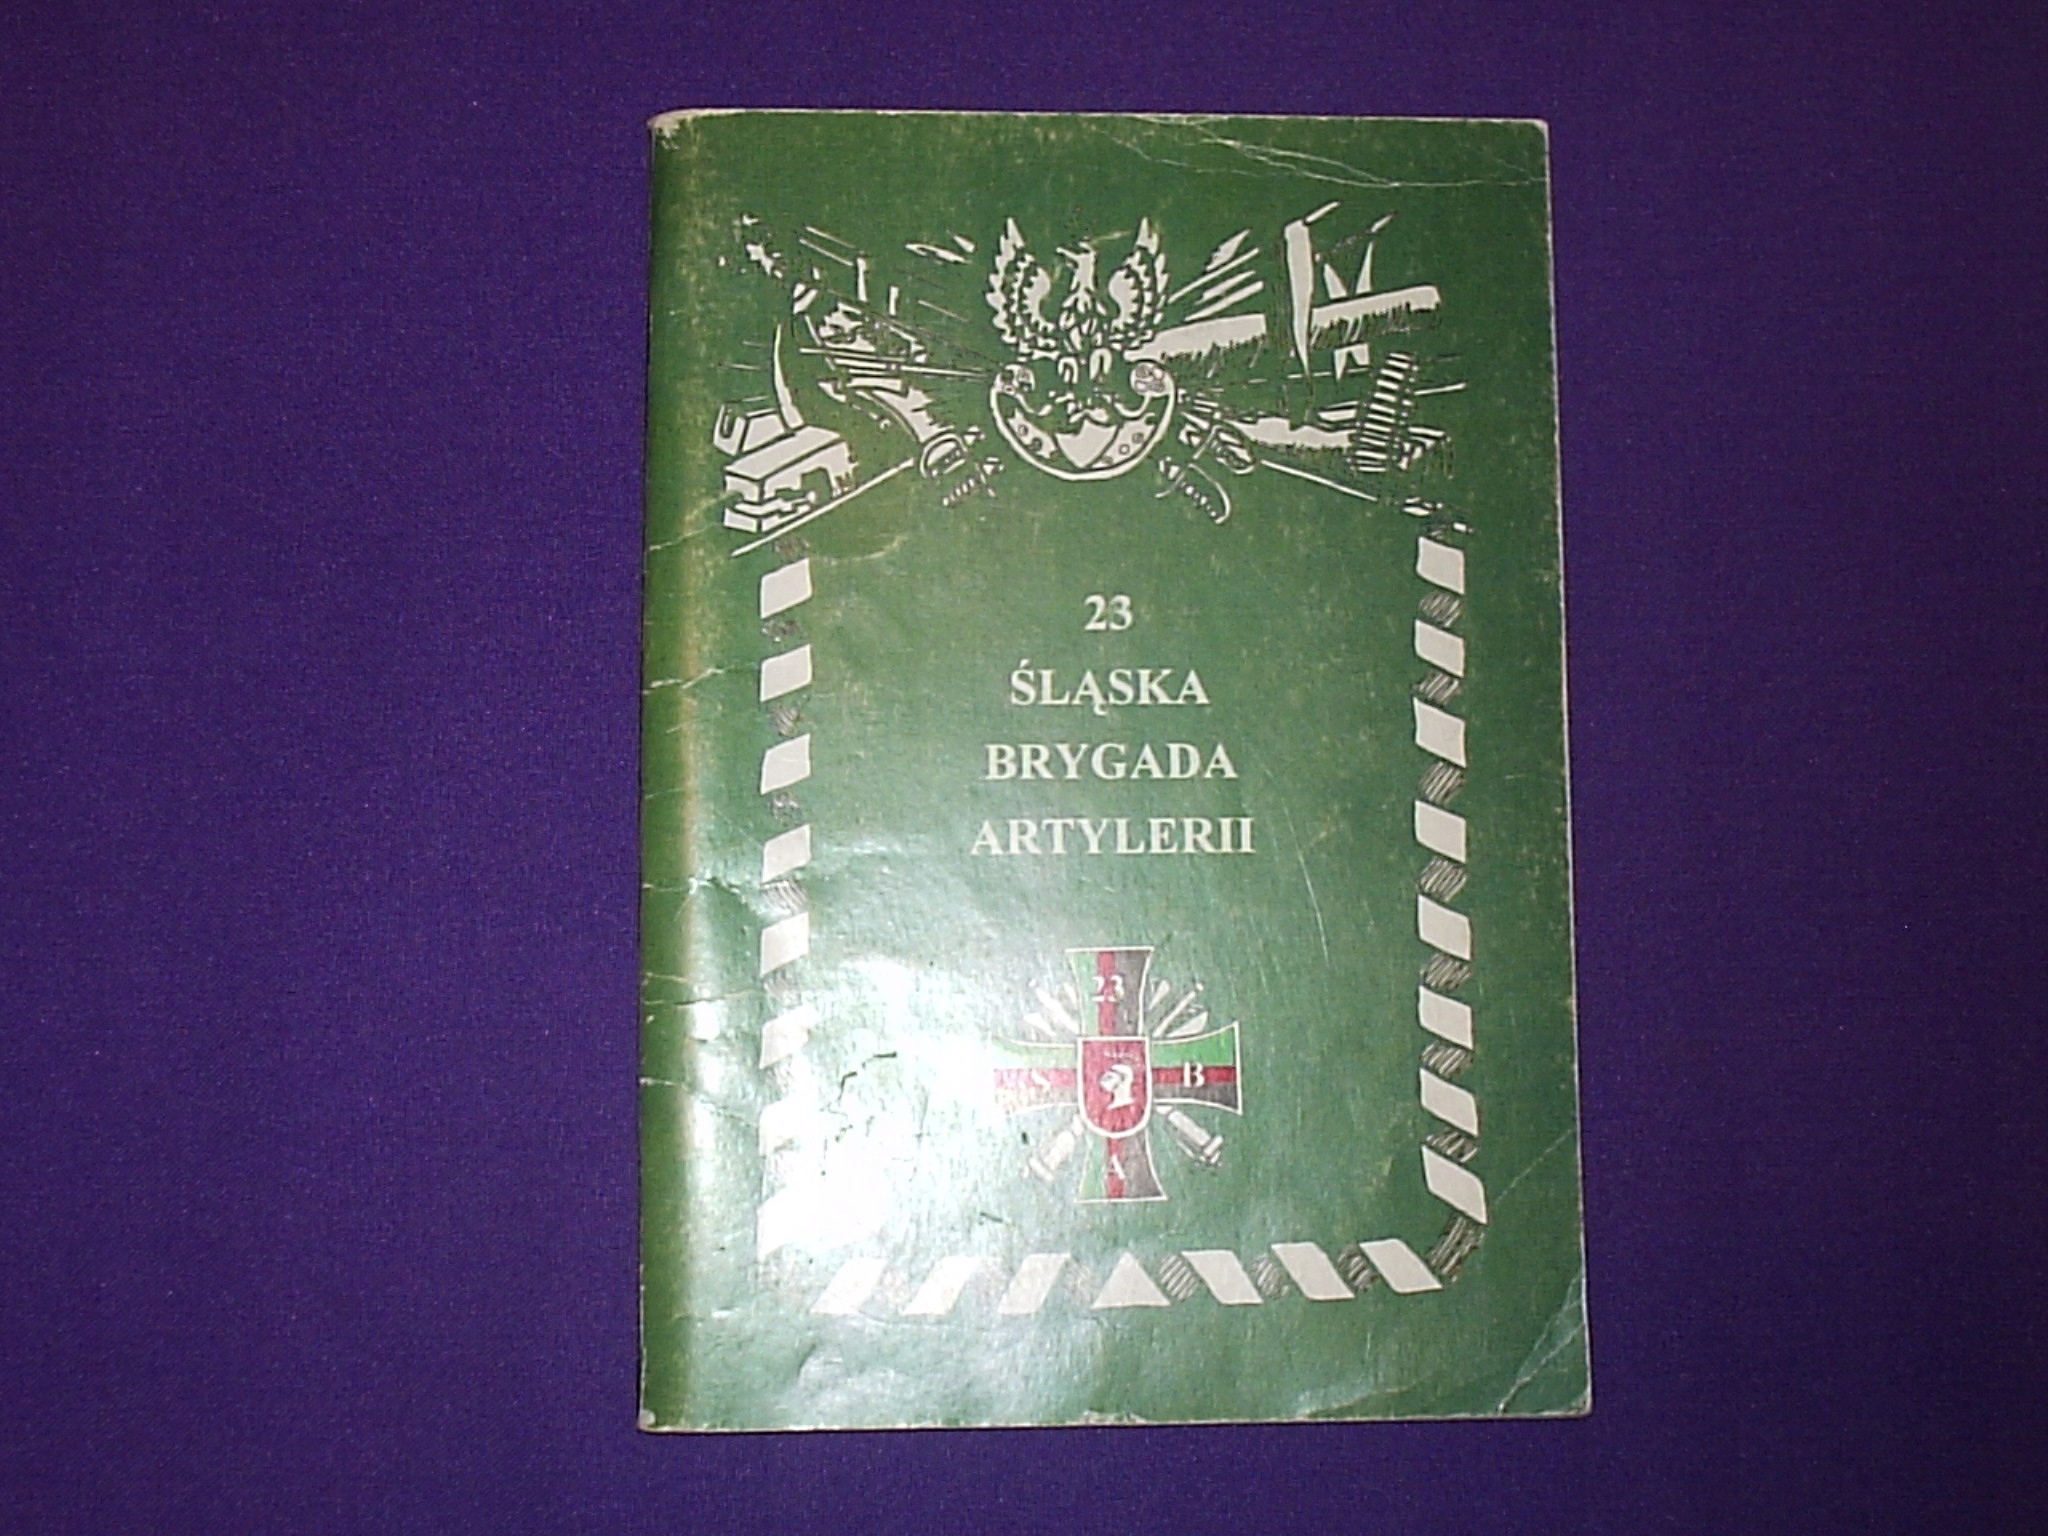 23
ŚLĄSKA
BRYGADA
ARTYLERII
23
S B
A